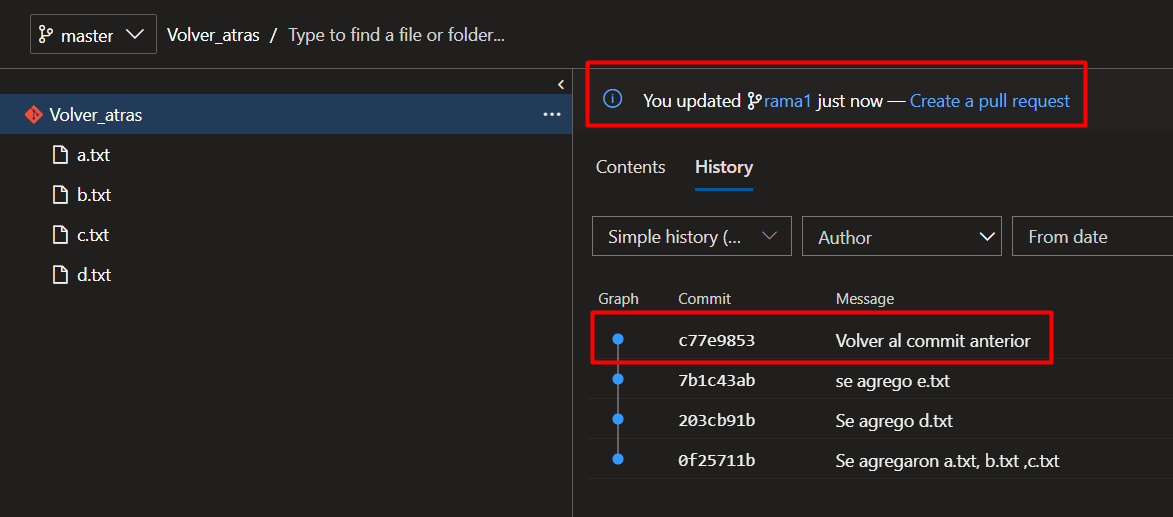 master
Volver_atras / Type to find a file or folder...
Volver_atras
a.txt
b.txt
c.txt
d.txt
You updated rama1 just now — Create a pull request
Contents
History
Simple history (...
Author
From date
Graph Commit Message
c77e9853 Volver al commit anterior
7b1c43ab se agrego e.txt
203cb91b Se agrego d.txt
0f25711b Se agregaron a.txt, b.txt ,c.txt